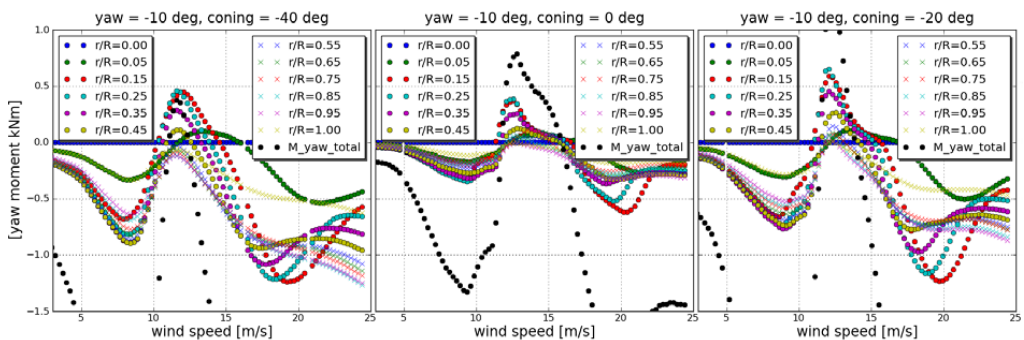 yaw = -10 deg, coning = -40 deg
yaw = -10 deg, coning = 0 deg
yaw = -10 deg, coning = -20 deg
[yaw moment kNm]
1.0
0.5
0.0
−0.5
−1.0
−1.5
r/R=0.00
r/R=0.05
r/R=0.15
r/R=0.25
r/R=0.35
r/R=0.45
r/R=0.55
r/R=0.65
r/R=0.75
r/R=0.85
r/R=0.95
r/R=1.00
M_yaw_total
5 10 15 20 25
wind speed [m/s]
r/R=0.00
r/R=0.05
r/R=0.15
r/R=0.25
r/R=0.35
r/R=0.45
r/R=0.55
r/R=0.65
r/R=0.75
r/R=0.85
r/R=0.95
r/R=1.00
M_yaw_total
5 10 15 20 25
wind speed [m/s]
r/R=0.00
r/R=0.05
r/R=0.15
r/R=0.25
r/R=0.35
r/R=0.45
r/R=0.55
r/R=0.65
r/R=0.75
r/R=0.85
r/R=0.95
r/R=1.00
M_yaw_total
5 10 15 20 25
wind speed [m/s]